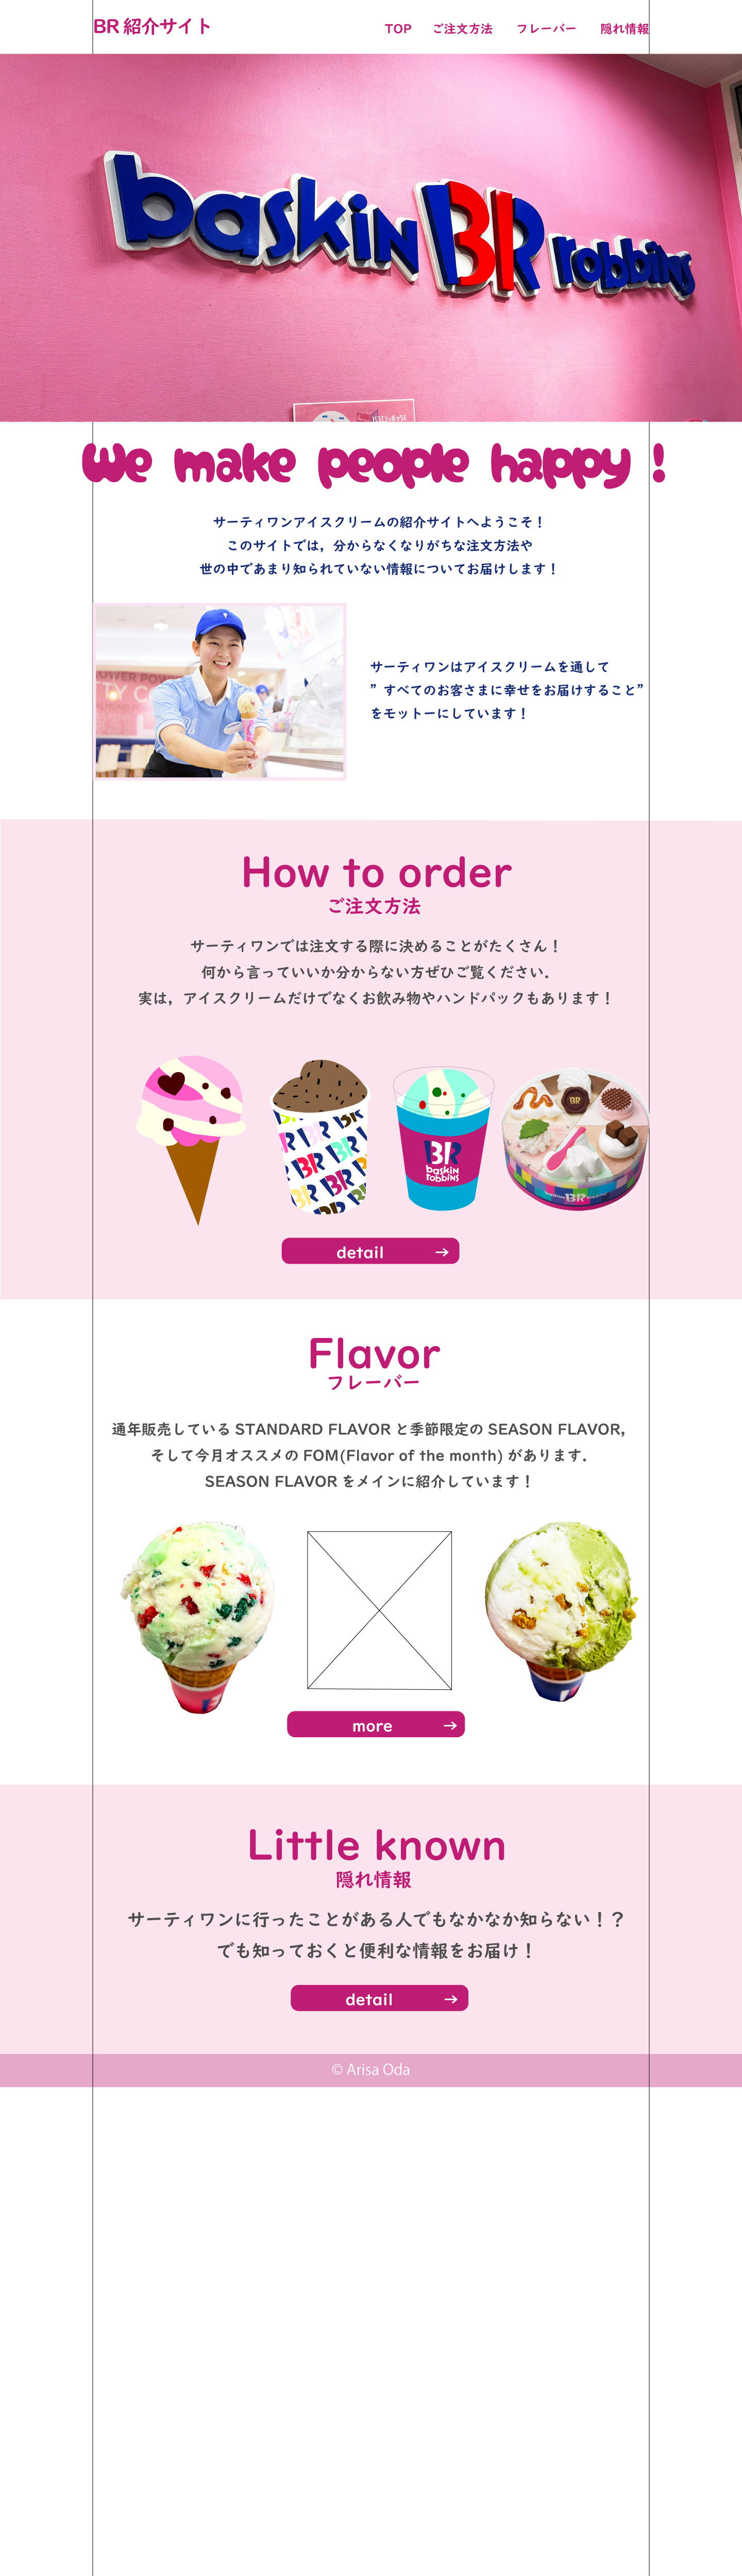 BR 紹介サイト
TOP ご注文方法 フレーバー 隠れ情報
baskin BR robbins
We make people happy !
サーティワンアイスクリームの紹介サイトへようこそ！
このサイトでは，分からなくなりがちな注文方法や
世の中であまり知られていない情報についてお届けします！
サーティワンはアイスクリームを通して
”すべてのお客さまに幸せをお届けすること”
をモットーにしています！
How to order
ご注文方法
サーティワンでは注文する際に決めることがたくさん！
何から言っていいか分からない方ぜひご覧ください．
実は，アイスクリームだけでなくお飲み物やハンドパックもあります！
BR
baskin
robbins
BR
detail →
Flavor
フレーバー
通年販売している STANDARD FLAVOR と季節限定の SEASON FLAVOR，
そして今月オススメの FOM(Flavor of the month) があります．
SEASON FLAVOR をメインに紹介しています！
more →
Little known
隠れ情報
サーティワンに行ったことがある人でもなかなか知らない！？
でも知っておくと便利な情報をお届け！
detail →
© Arisa Oda